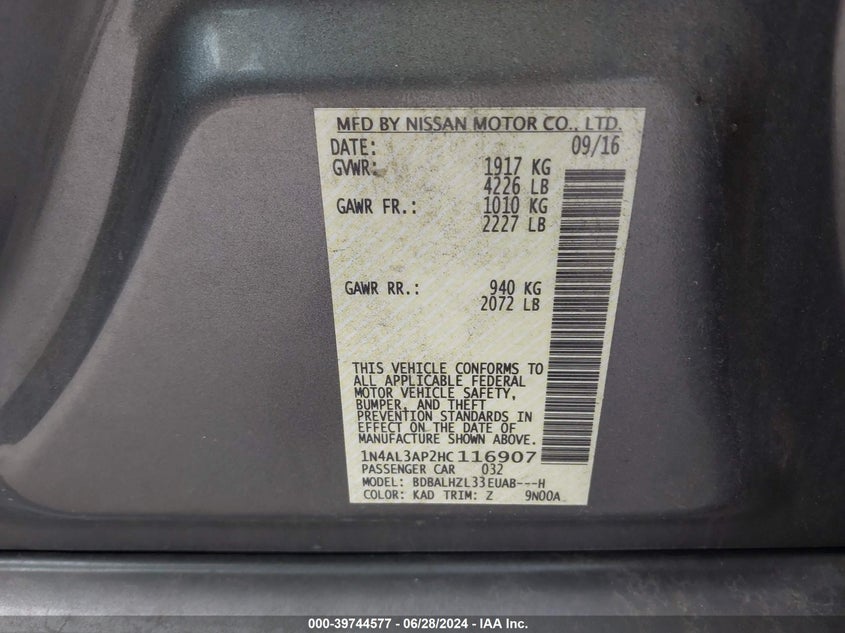 MFD BY NISSAN MOTOR CO., LTD.
DATE: 09/16
GVWR: 1917 KG
4226 LB
GAWR FR.: 1010 KG
2227 LB
GAWR RR.: 940 KG
2072 LB
THIS VEHICLE CONFORMS TO
ALL APPLICABLE FEDERAL
MOTOR VEHICLE SAFETY,
BUMPER, AND THEFT
PREVENTION STANDARDS IN
EFFECT ON THE DATE OF
MANUFACTURE SHOWN ABOVE.
1N4AL3AP2HC116907
PASSENGER CAR 032
MODEL: BDBALHZL33EUAB---H
COLOR: KAD TRIM: Z 9N00A
000-39744577 - 06/28/2024 - IAA Inc.